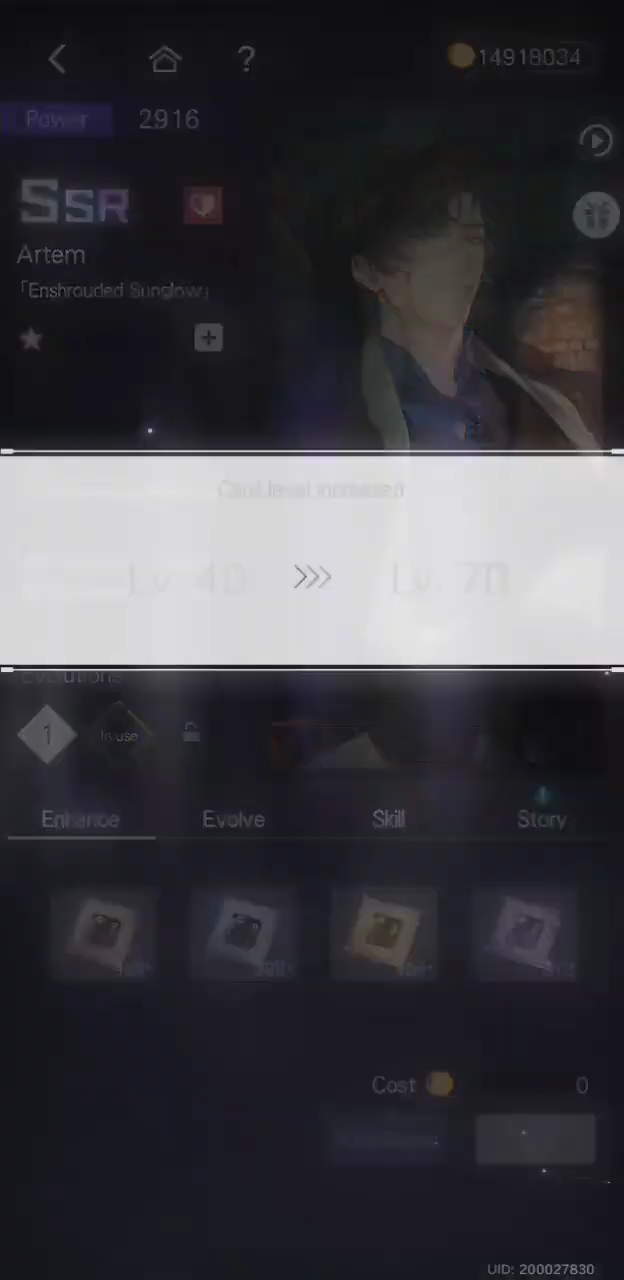 ?
14918034
Power 2916
SSR
Artem
「Enshrouded Sunglow」
Card level increased
Lv. 40 >>> Lv. 70
Evolutions
1 In use
Enhance Evolve Skill Story
Cost 0
UID: 200027830